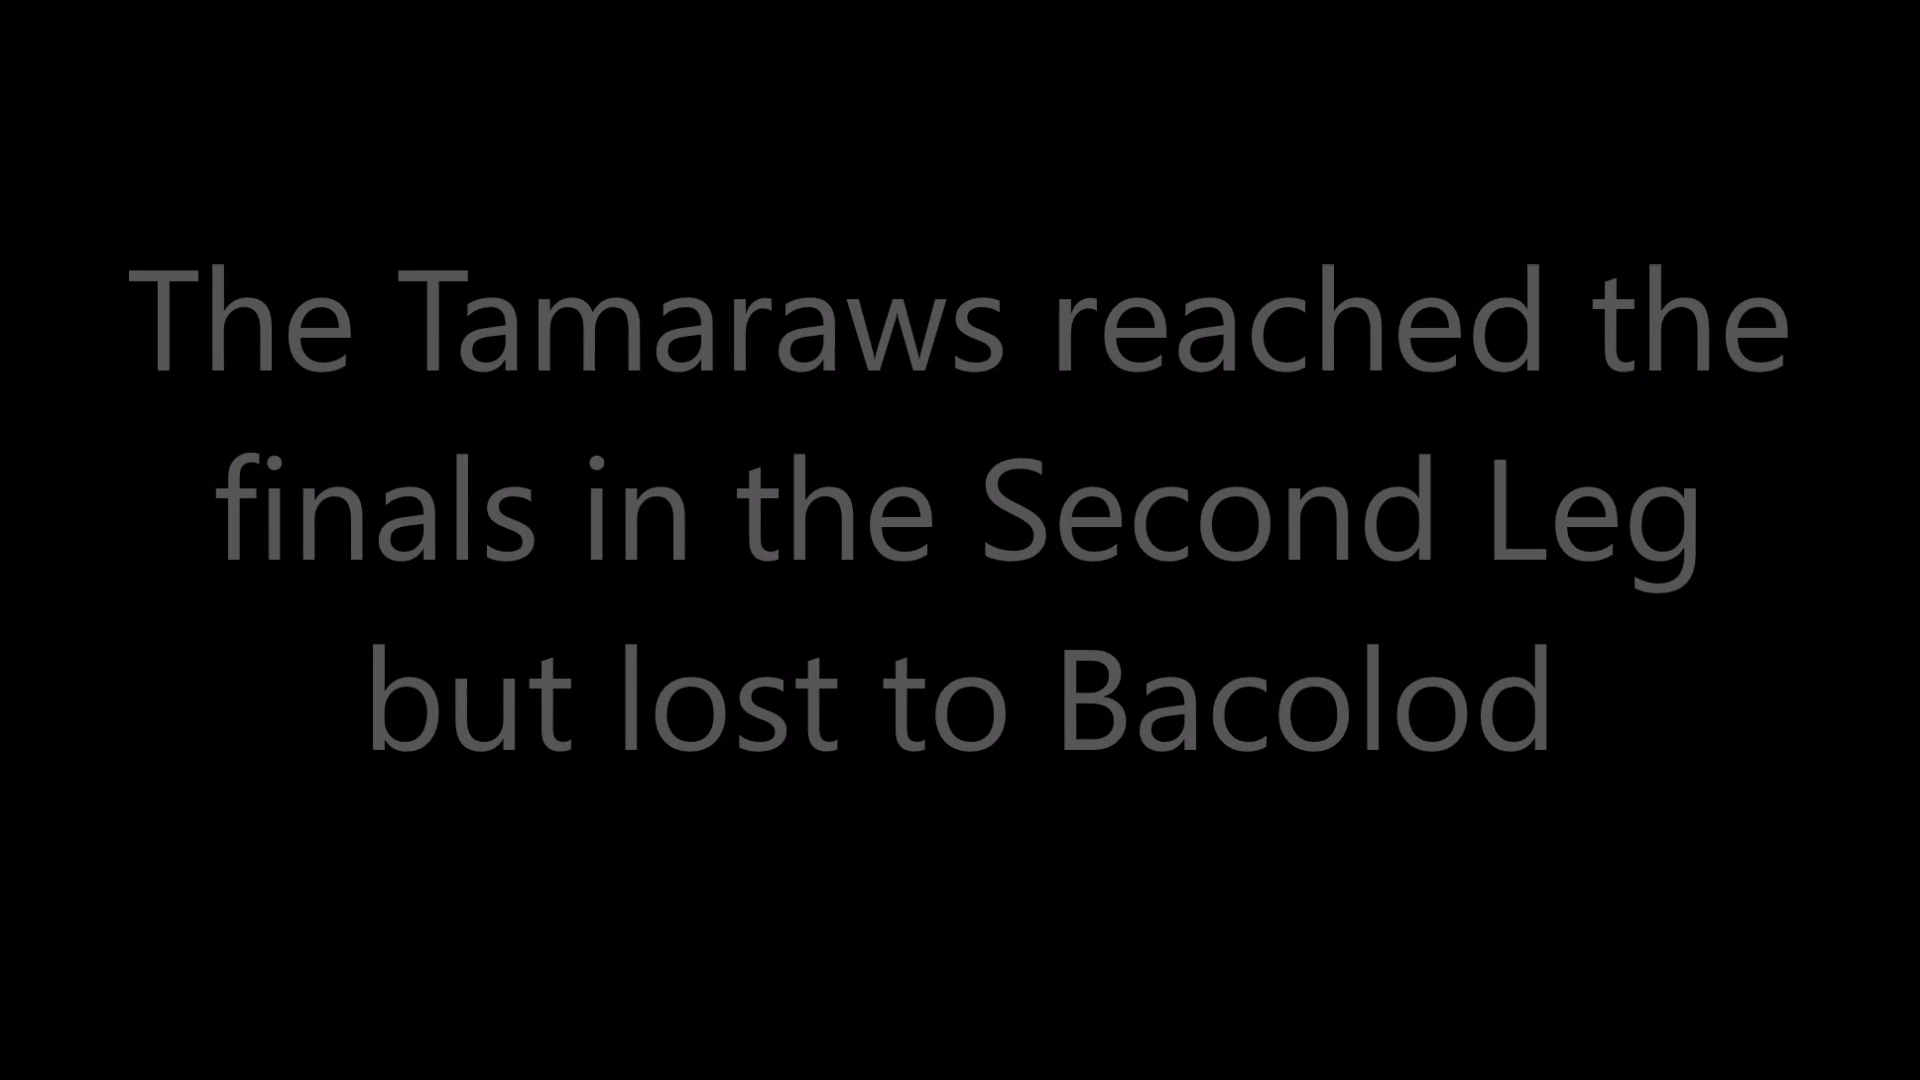 The Tamaraws reached the
finals in the Second Leg
but lost to Bacolod